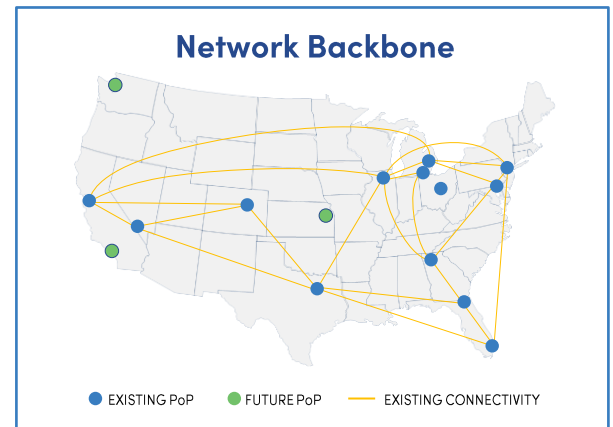 Network Backbone
EXISTING PoP FUTURE PoP EXISTING CONNECTIVITY